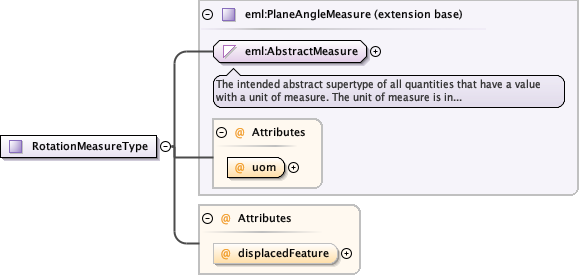 eml:PlaneAngleMeasure (extension base)
eml:AbstractMeasure
The intended abstract supertype of all quantities that have a value
with a unit of measure. The unit of measure is in...
@ Attributes
@ uom
RotationMeasureType
@ Attributes
@ displacedFeature